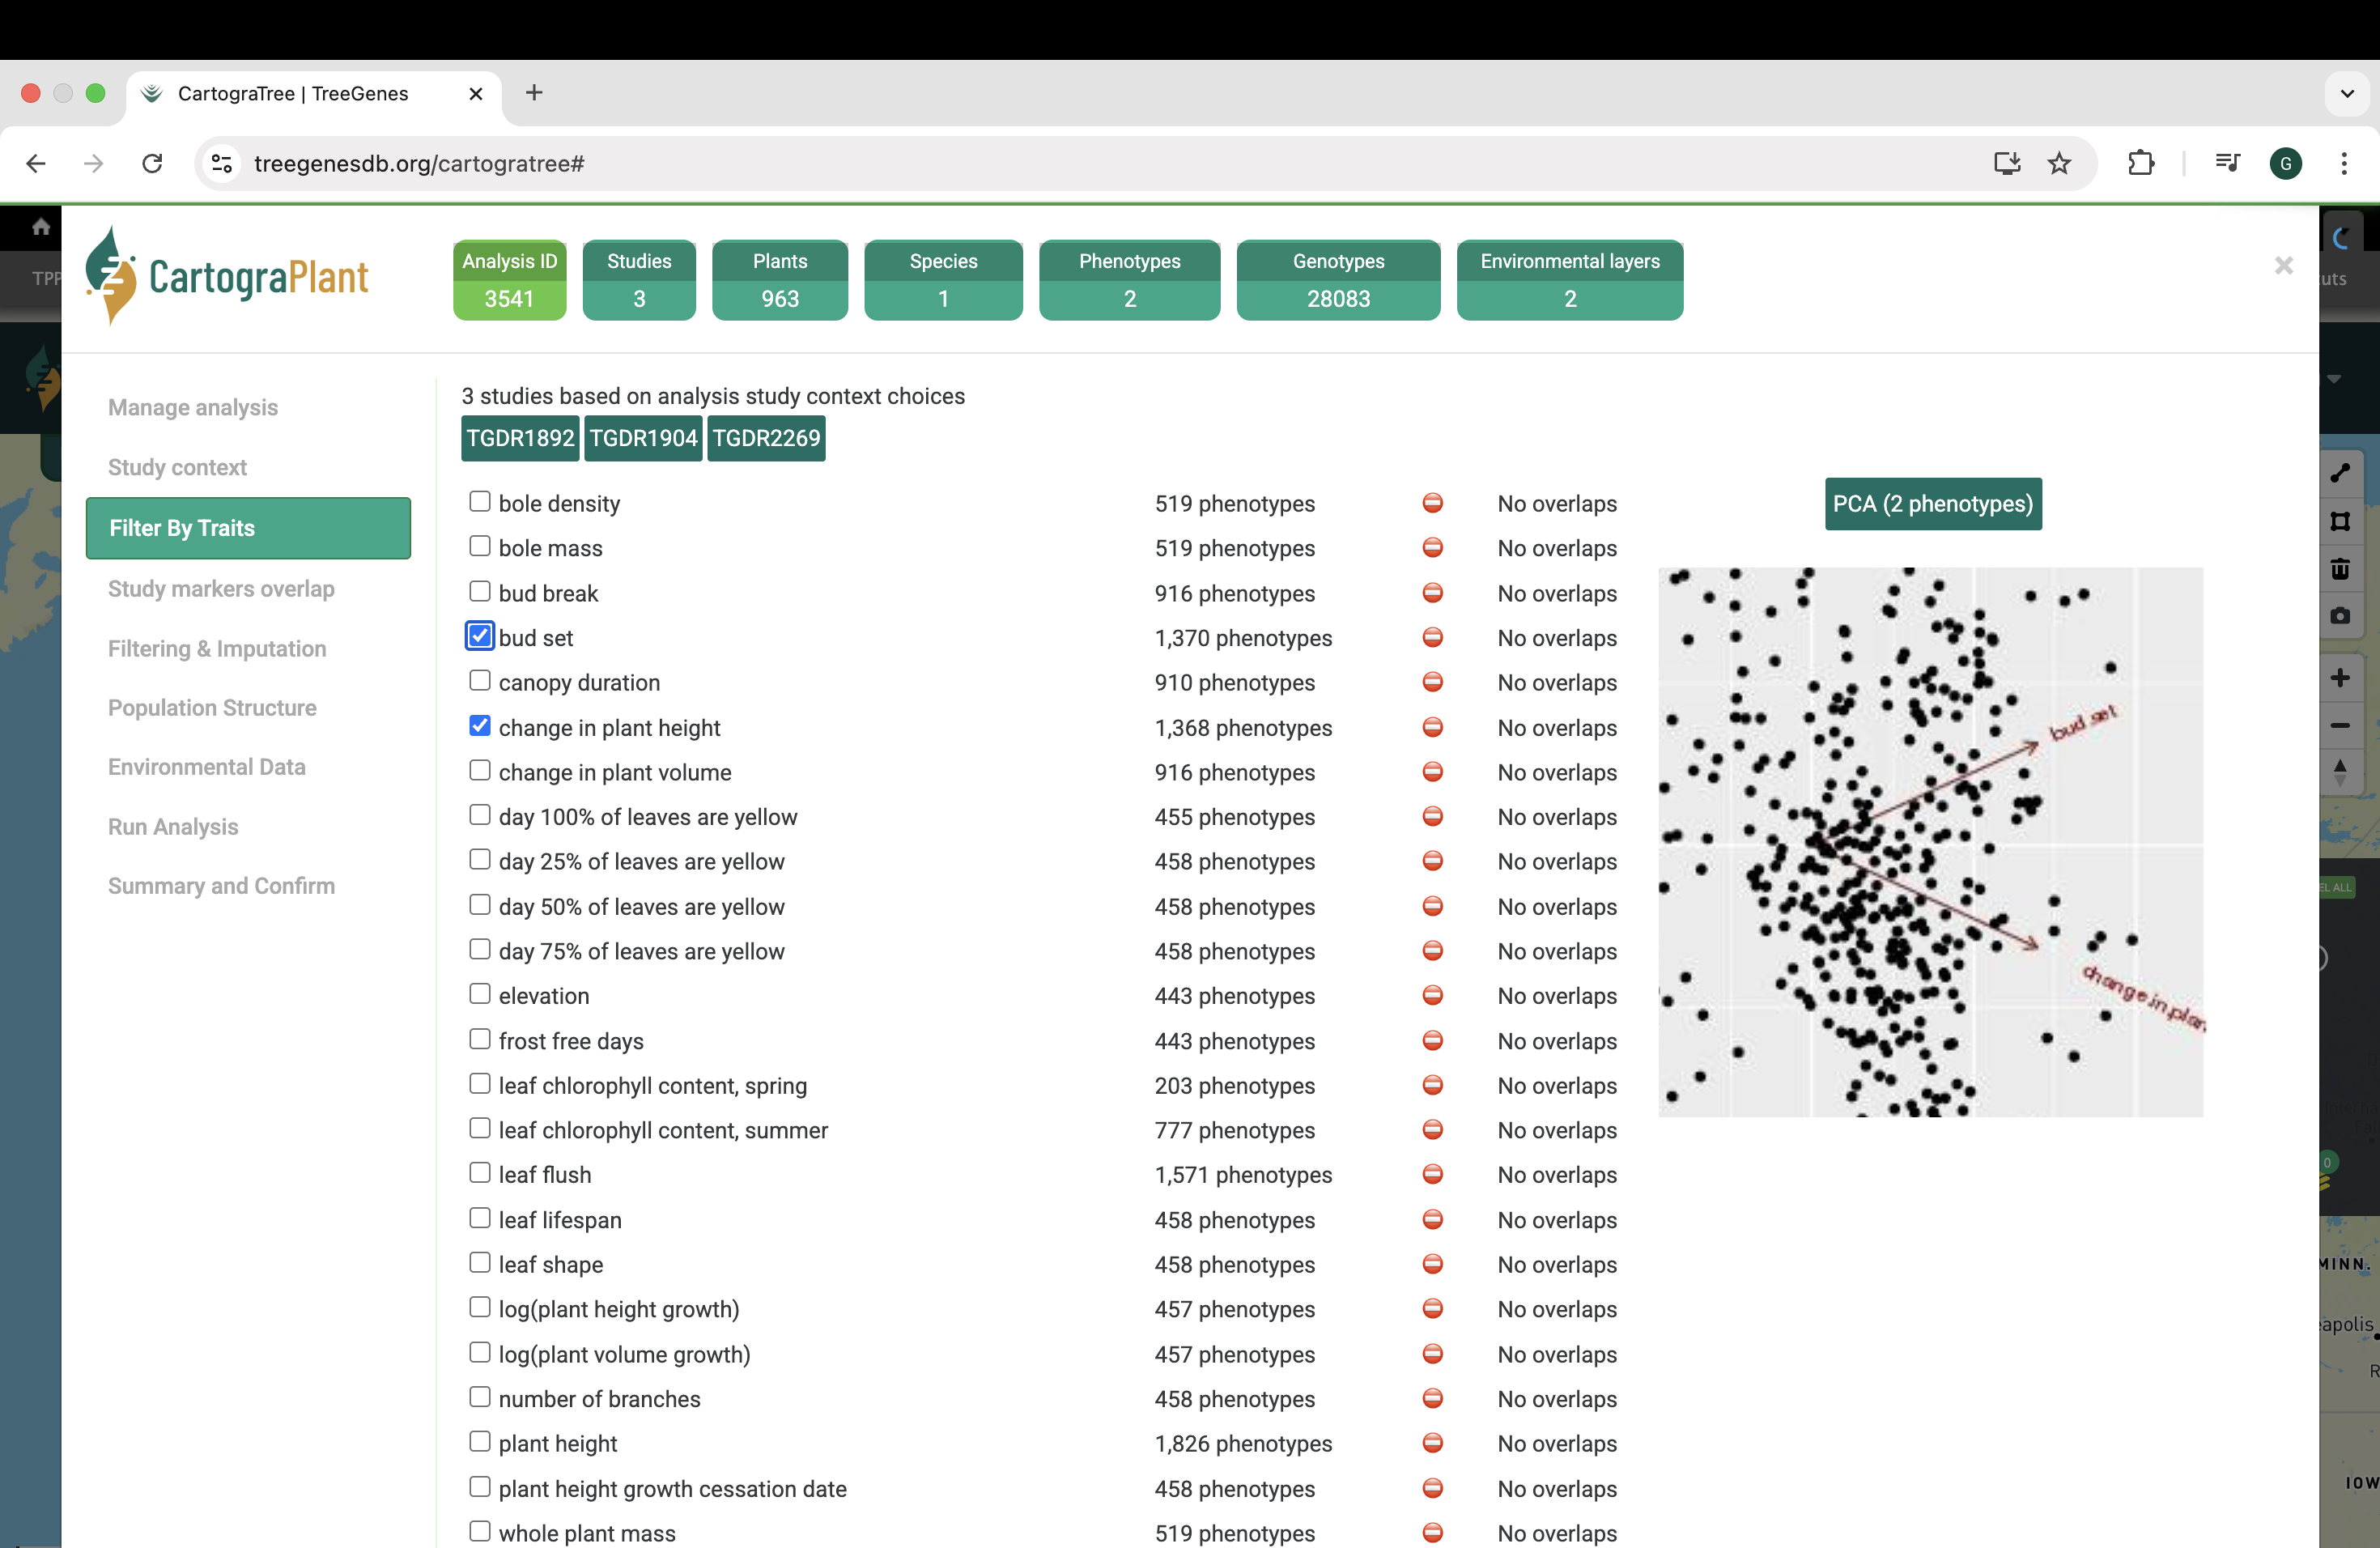 CartograTree | TreeGenes
treegenesdb.org/cartogratree#
G
TPP
CartograPlant
Analysis ID
3541
Studies
3
Plants
963
Species
1
Phenotypes
2
Genotypes
28083
Environmental layers
2
uts
Manage analysis
Study context
Filter By Traits
Study markers overlap
Filtering & Imputation
Population Structure
Environmental Data
Run Analysis
Summary and Confirm
3 studies based on analysis study context choices
TGDR1892 TGDR1904 TGDR2269
bole density 519 phenotypes No overlaps
bole mass 519 phenotypes No overlaps
bud break 916 phenotypes No overlaps
bud set 1,370 phenotypes No overlaps
canopy duration 910 phenotypes No overlaps
change in plant height 1,368 phenotypes No overlaps
change in plant volume 916 phenotypes No overlaps
day 100% of leaves are yellow 455 phenotypes No overlaps
day 25% of leaves are yellow 458 phenotypes No overlaps
day 50% of leaves are yellow 458 phenotypes No overlaps
day 75% of leaves are yellow 458 phenotypes No overlaps
elevation 443 phenotypes No overlaps
frost free days 443 phenotypes No overlaps
leaf chlorophyll content, spring 203 phenotypes No overlaps
leaf chlorophyll content, summer 777 phenotypes No overlaps
leaf flush 1,571 phenotypes No overlaps
leaf lifespan 458 phenotypes No overlaps
leaf shape 458 phenotypes No overlaps
log(plant height growth) 457 phenotypes No overlaps
log(plant volume growth) 457 phenotypes No overlaps
number of branches 458 phenotypes No overlaps
plant height 1,826 phenotypes No overlaps
plant height growth cessation date 458 phenotypes No overlaps
whole plant mass 519 phenotypes No overlaps
PCA (2 phenotypes)
bud.set
change.in.plan
EL ALL
0
MINN.
eapolis
R
IOW